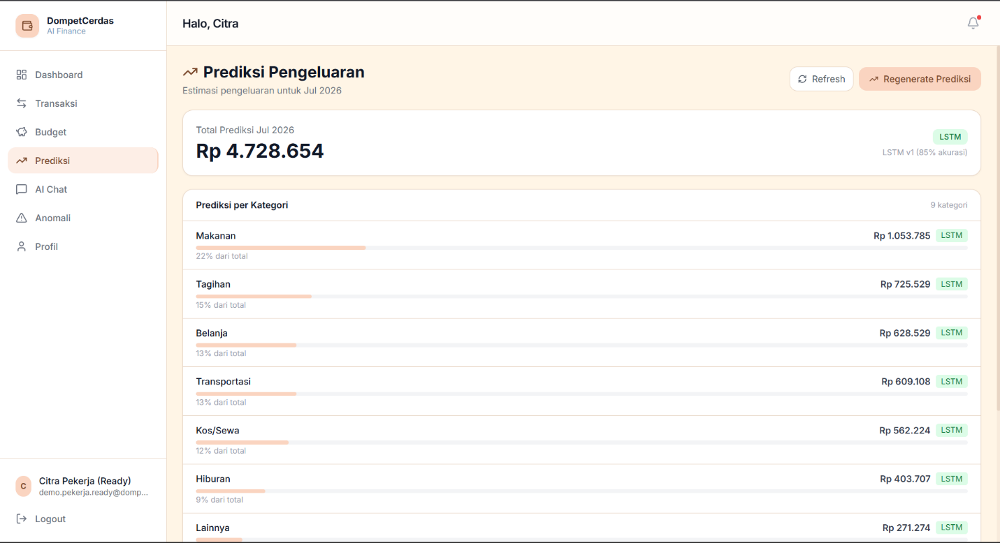 DompetCerdas
AI Finance
Dashboard
Transaksi
Budget
Prediksi
AI Chat
Anomali
Profil
C
Citra Pekerja (Ready)
demo.pekerja.ready@domp...
Logout
Halo, Citra
Prediksi Pengeluaran
Estimasi pengeluaran untuk Jul 2026
Refresh
Regenerate Prediksi
Total Prediksi Jul 2026
Rp 4.728.654
LSTM
LSTM v1 (85% akurasi)
Prediksi per Kategori
9 kategori
Makanan
Rp 1.053.785 LSTM
22% dari total
Tagihan
Rp 725.529 LSTM
15% dari total
Belanja
Rp 628.529 LSTM
13% dari total
Transportasi
Rp 609.108 LSTM
13% dari total
Kos/Sewa
Rp 562.224 LSTM
12% dari total
Hiburan
Rp 403.707 LSTM
9% dari total
Lainnya
Rp 271.274 LSTM